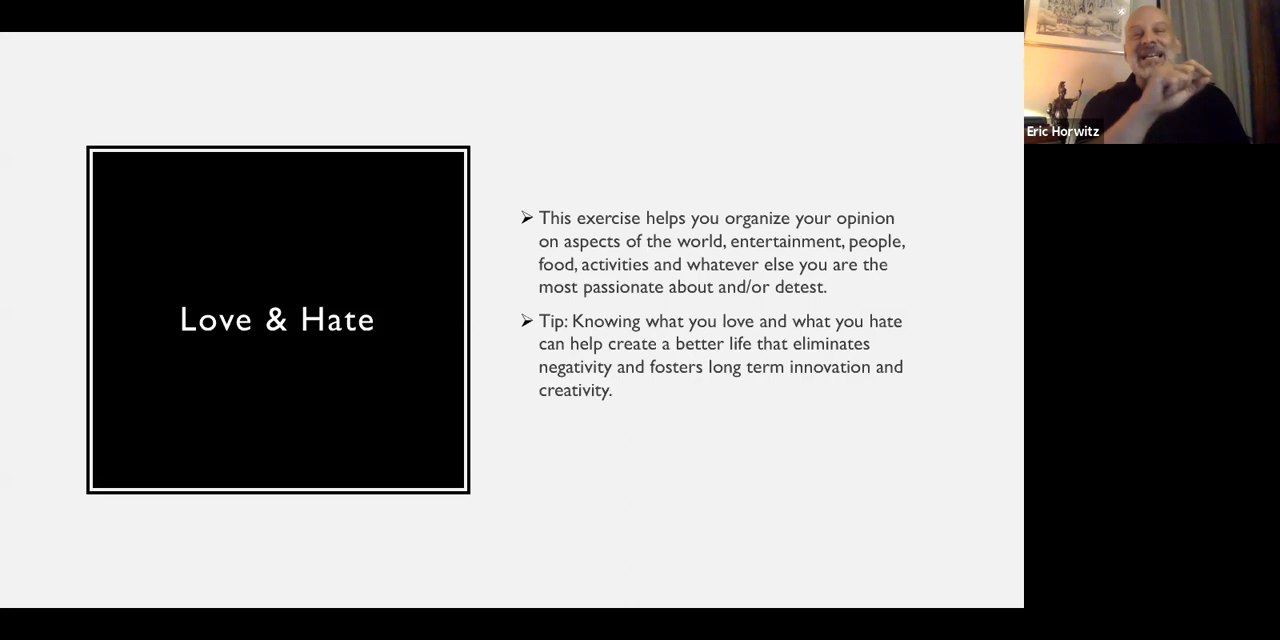 Love & Hate
➢ This exercise helps you organize your opinion
on aspects of the world, entertainment, people,
food, activities and whatever else you are the
most passionate about and/or detest.
➢ Tip: Knowing what you love and what you hate
can help create a better life that eliminates
negativity and fosters long term innovation and
creativity.
Eric Horwitz